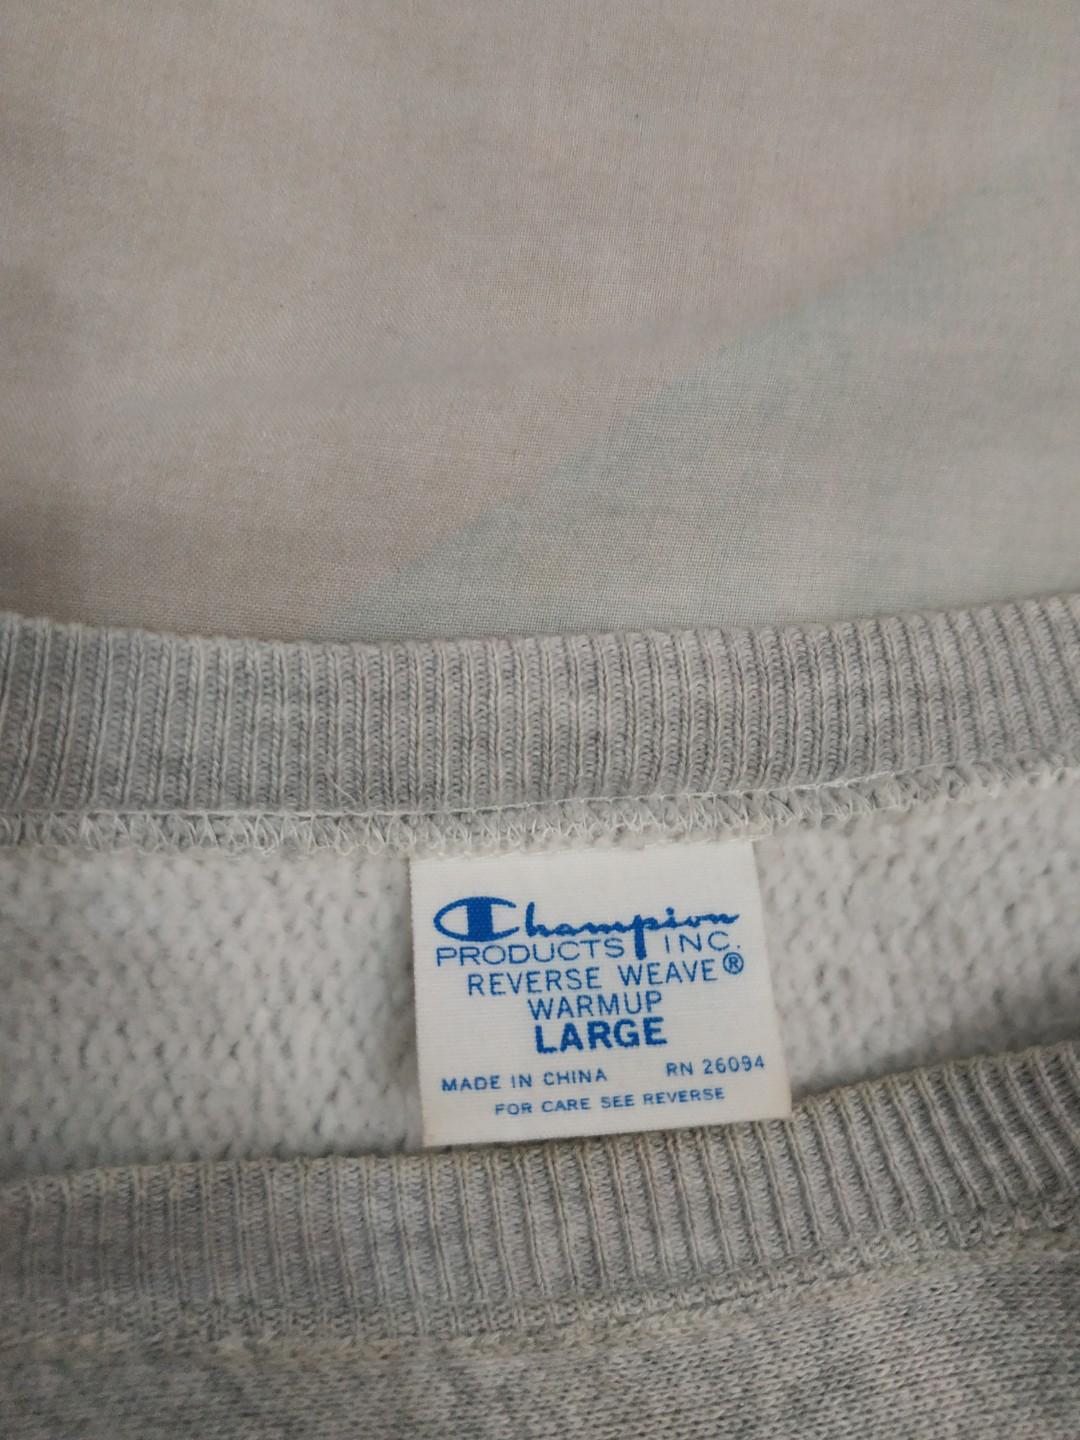 Champion
PRODUCTS INC.
REVERSE WEAVE®
WARMUP
LARGE
MADE IN CHINA RN 26094
FOR CARE SEE REVERSE